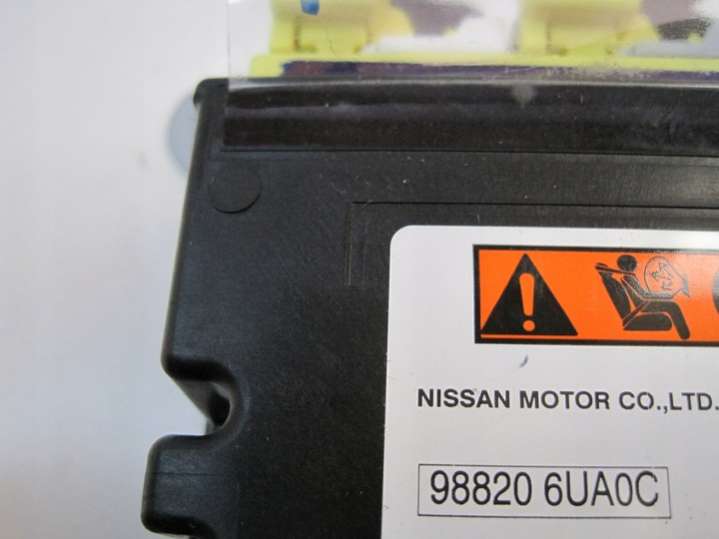 NISSAN MOTOR CO.,LTD.
98820 6UA0C